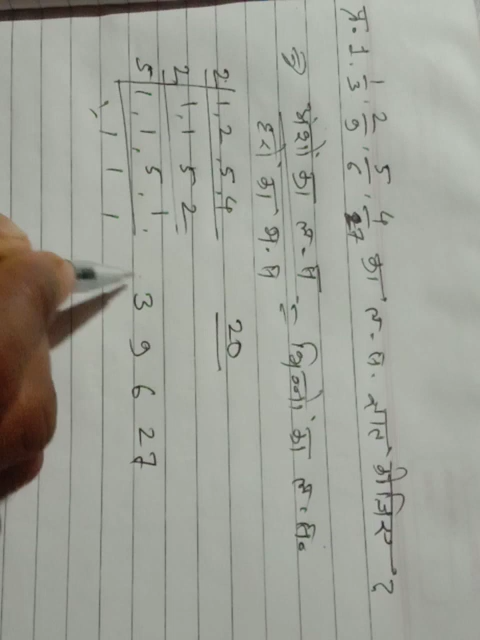 प्र.1. 1/3, 2/9, 5/6, 4/27 का ल.स. ज्ञात कीजिए?
⇒ अंशों का ल.स / हरों का म.स = भिन्नों का ल.स.
2 | 1, 2, 5, 4 20
2 | 1, 1 5 2
5 | 1, 1, 5, 1, 3 9 6 27
1 1 1